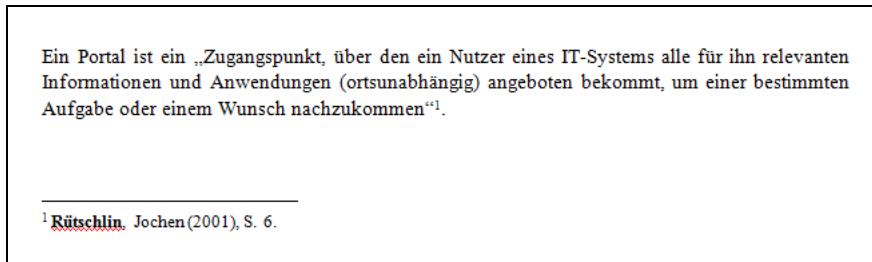 Ein Portal ist ein „Zugangspunkt, über den ein Nutzer eines IT-Systems alle für ihn relevanten
Informationen und Anwendungen (ortsunabhängig) angeboten bekommt, um einer bestimmten
Aufgabe oder einem Wunsch nachzukommen“¹.
¹ Rütschlin, Jochen (2001), S. 6.